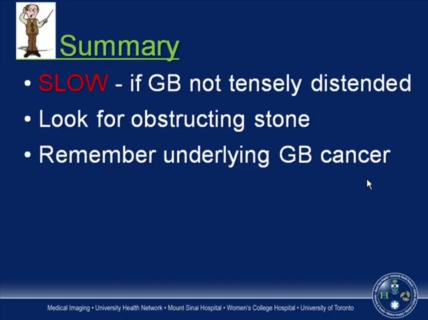 Summary
• SLOW - if GB not tensely distended
• Look for obstructing stone
• Remember underlying GB cancer
Medical Imaging • University Health Network • Mount Sinai Hospital • Women's College Hospital • University of Toronto